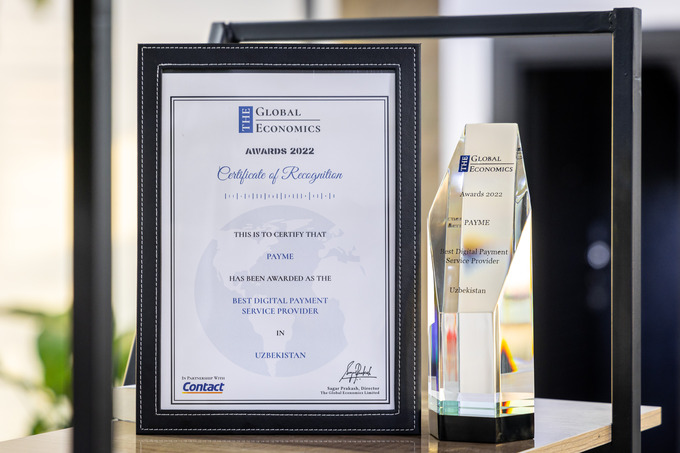 THE GLOBAL
ECONOMICS
AWARDS 2022
Certificate of Recognition
THIS IS TO CERTIFY THAT
PAYME
HAS BEEN AWARDED AS THE
BEST DIGITAL PAYMENT
SERVICE PROVIDER
IN
UZBEKISTAN
IN PARTNERSHIP WITH
Contact
Sagar Prakash, Director
The Global Economics Limited
THE GLOBAL
ECONOMICS
Awards 2022
PAYME
Best Digital Payment
Service Provider
Uzbekistan